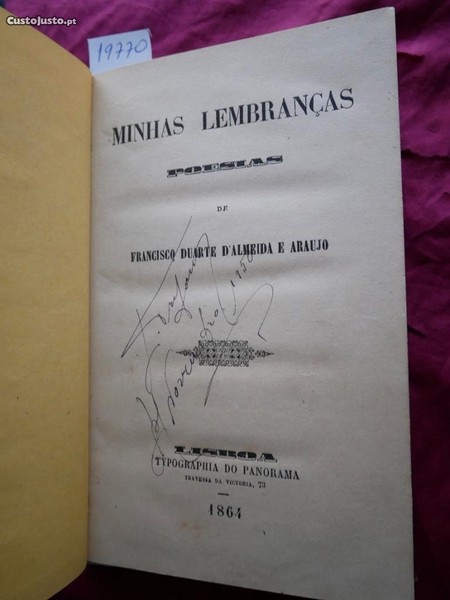 CustoJusto.pt
19770
MINHAS LEMBRANÇAS
POESIAS
DE
FRANCISCO DUARTE D'ALMEIDA E ARAUJO
1950
LISBOA
TYPOGRAPHIA DO PANORAMA
TRAVESSA DA VICTORIA, 73
1864